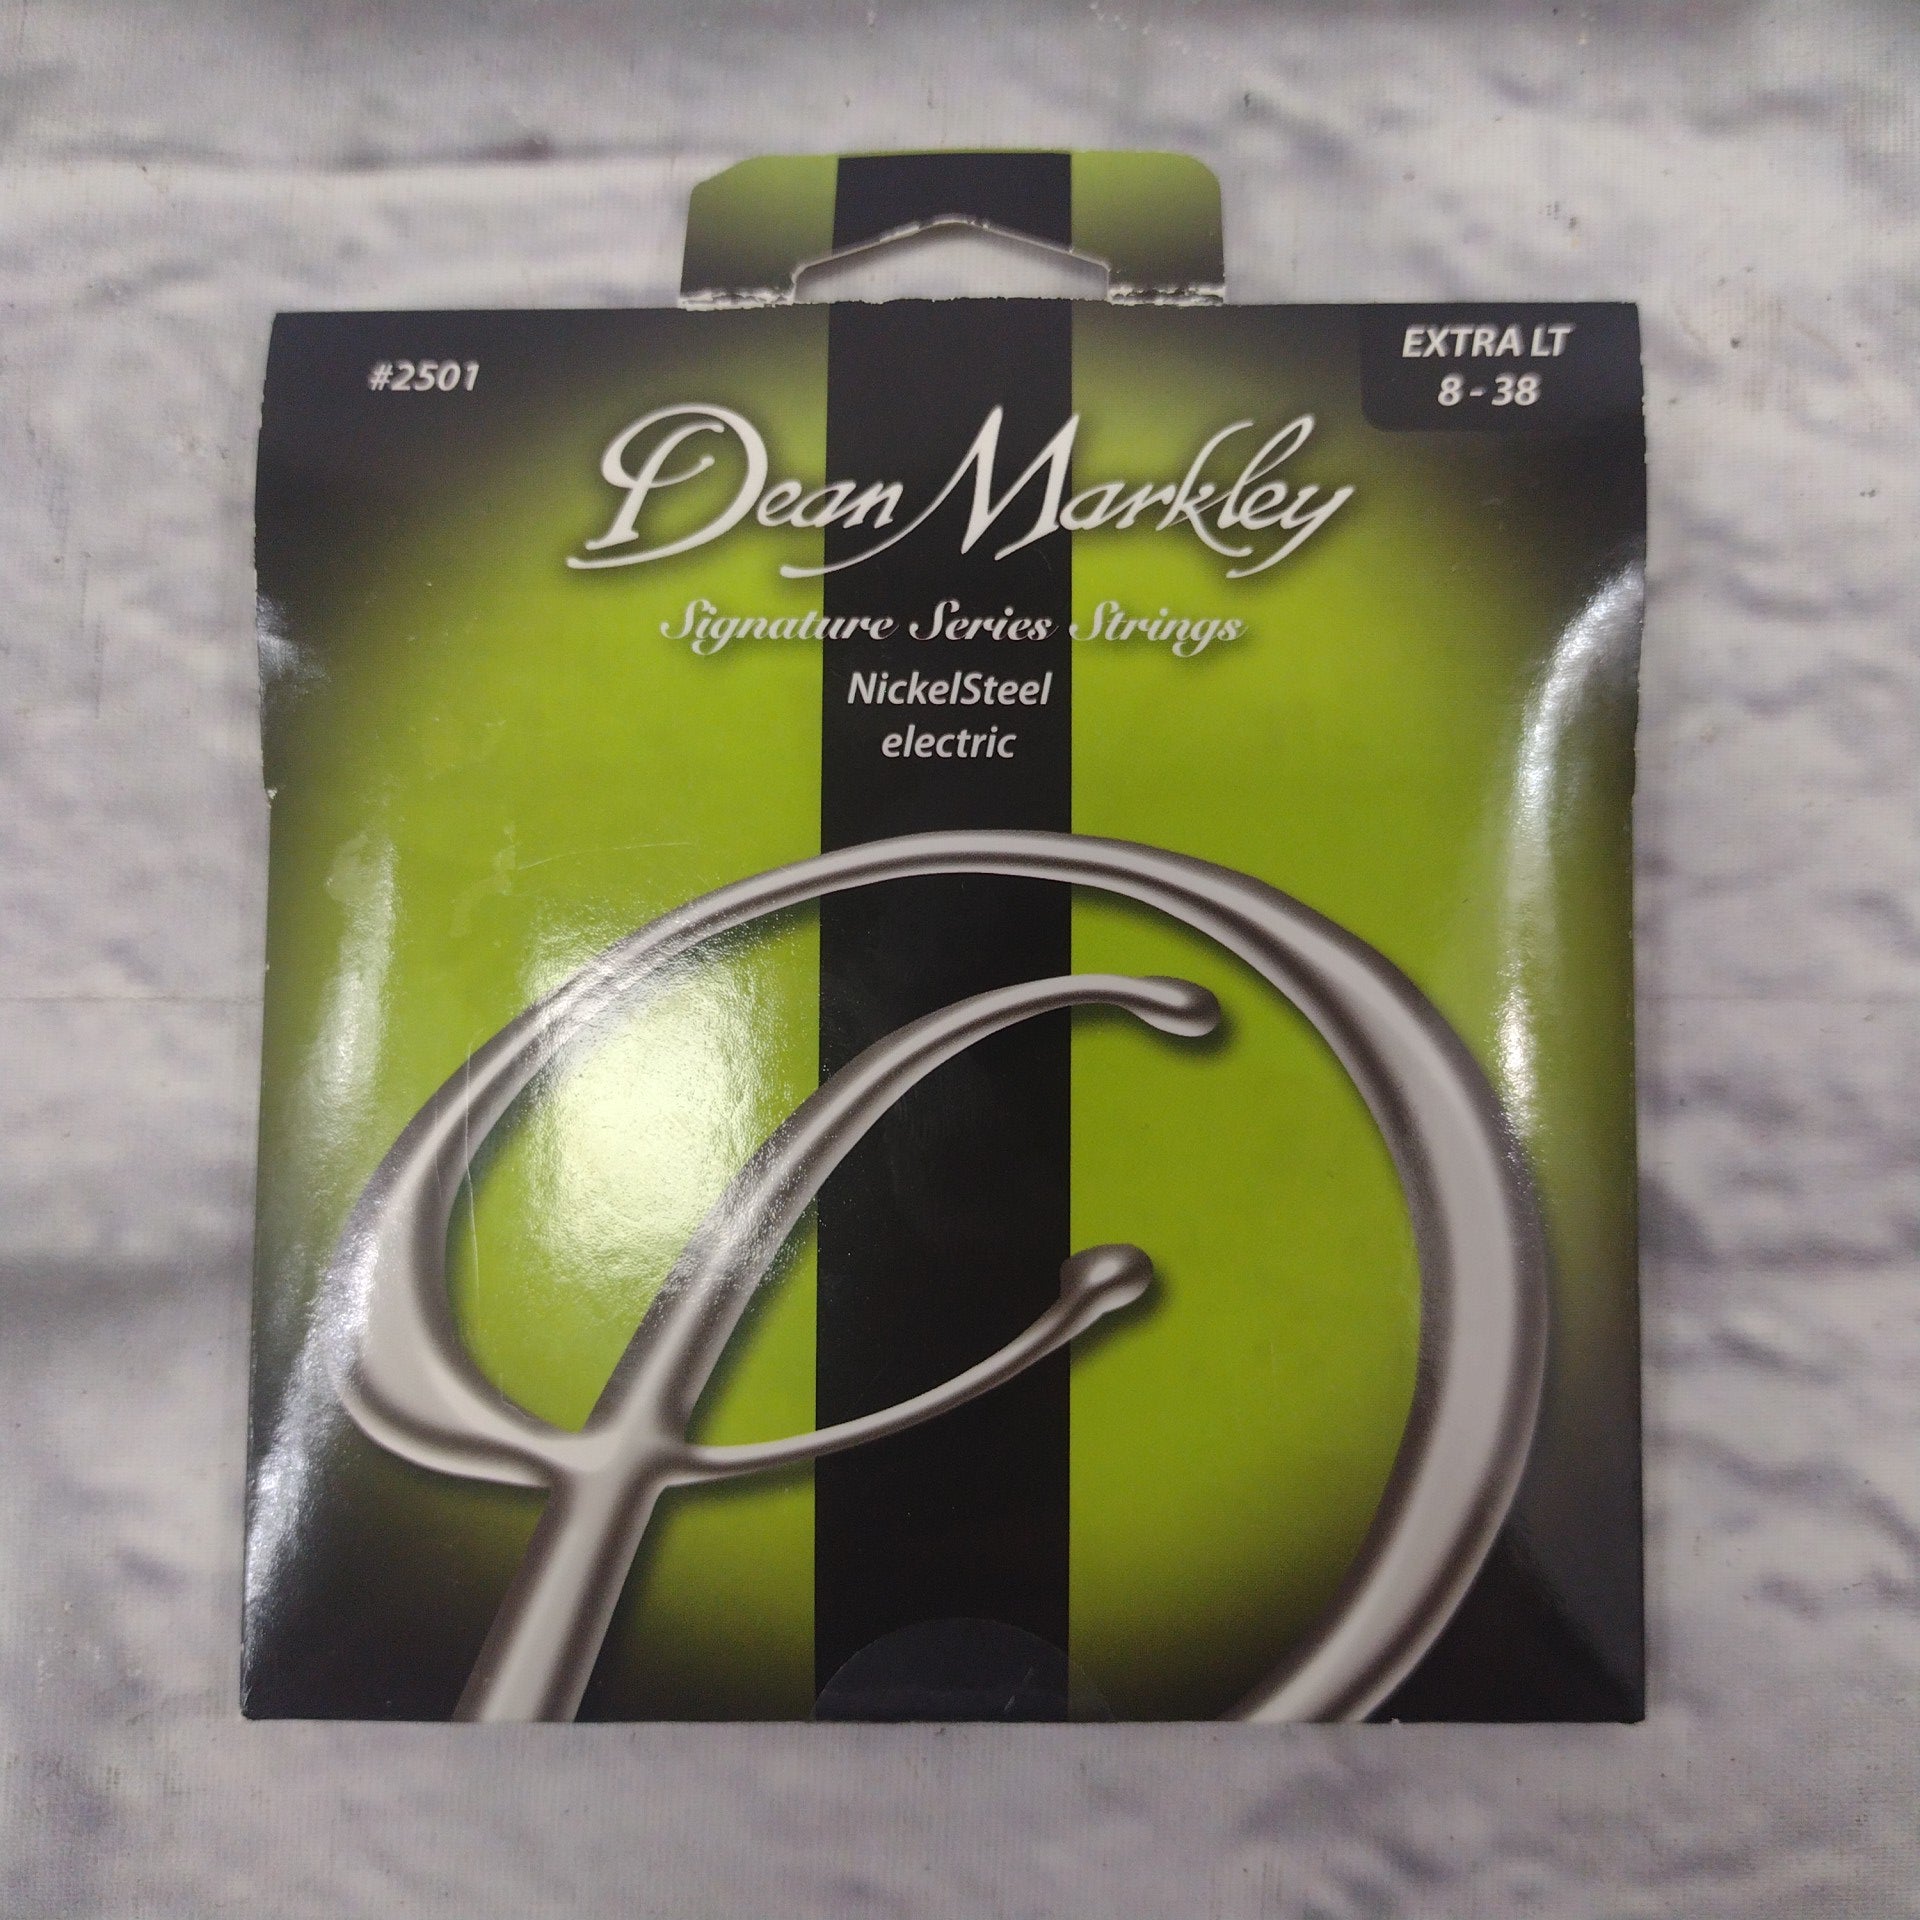 #2501
EXTRA LT
8 - 38
Dean Markley
Signature Series Strings
NickelSteel
electric